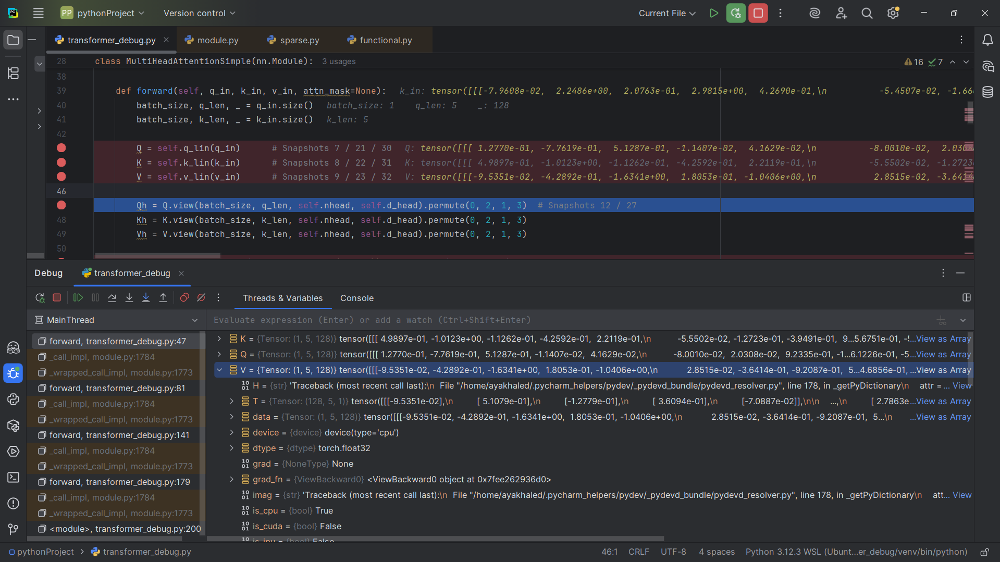 PP pythonProject Version control Current File
transformer_debug.py module.py sparse.py functional.py
28 class MultiHeadAttentionSimple(nn.Module): 3 usages 16 7
38
39 def forward(self, q_in, k_in, v_in, attn_mask=None): k_in: tensor([[[-7.9608e-02, 2.2486e+00, 2.0763e-01, 2.9815e+00, 4.2690e-01,\n -5.4507e-02, -1.66
40 batch_size, q_len, _ = q_in.size() batch_size: 1 q_len: 5 _: 128
41 batch_size, k_len, _ = k_in.size() k_len: 5
42
Q = self.q_lin(q_in) # Snapshots 7 / 21 / 30 Q: tensor([[[ 1.2770e-01, -7.7619e-01, 5.1287e-01, -1.1407e-02, 4.1629e-02,\n -8.0010e-02, 2.030
K = self.k_lin(k_in) # Snapshots 8 / 22 / 31 K: tensor([[[ 4.9897e-01, -1.0123e+00, -1.1262e-01, -4.2592e-01, 2.2119e-01,\n -5.5502e-02, -1.2723
V = self.v_lin(v_in) # Snapshots 9 / 23 / 32 V: tensor([[[-9.5351e-02, -4.2892e-01, -1.6341e+00, 1.8053e-01, -1.0406e+00,\n 2.8515e-02, -3.6414
46
Qh = Q.view(batch_size, q_len, self.nhead, self.d_head).permute(0, 2, 1, 3) # Snapshots 12 / 27
48 Kh = K.view(batch_size, k_len, self.nhead, self.d_head).permute(0, 2, 1, 3)
49 Vh = V.view(batch_size, k_len, self.nhead, self.d_head).permute(0, 2, 1, 3)
50
Debug transformer_debug
Threads & Variables Console
MainThread
Evaluate expression (Enter) or add a watch (Ctrl+Shift+Enter)
forward, transformer_debug.py:47
_call_impl, module.py:1784
_wrapped_call_impl, module.py:1773
forward, transformer_debug.py:81
_call_impl, module.py:1784
_wrapped_call_impl, module.py:1773
forward, transformer_debug.py:141
_call_impl, module.py:1784
_wrapped_call_impl, module.py:1773
forward, transformer_debug.py:179
_call_impl, module.py:1784
_wrapped_call_impl, module.py:1773
<module>, transformer_debug.py:200
K = {Tensor: (1, 5, 128)} tensor([[[ 4.9897e-01, -1.0123e+00, -1.1262e-01, -4.2592e-01, 2.2119e-01,\n -5.5502e-02, -1.2723e-01, -3.9491e-01, 9...5.6751e-01, -5...View as Array
Q = {Tensor: (1, 5, 128)} tensor([[[ 1.2770e-01, -7.7619e-01, 5.1287e-01, -1.1407e-02, 4.1629e-02,\n -8.0010e-02, 2.0308e-02, 9.2335e-01, -1...6.1226e-01, -5...View as Array
V = {Tensor: (1, 5, 128)} tensor([[[-9.5351e-02, -4.2892e-01, -1.6341e+00, 1.8053e-01, -1.0406e+00,\n 2.8515e-02, -3.6414e-01, -9.2087e-01, 5...4.6856e-01, ...View as Array
H = {str} 'Traceback (most recent call last):\n File "/home/ayakhaled/.pycharm_helpers/pydev/_pydevd_bundle/pydevd_resolver.py", line 178, in _getPyDictionary\n attr =... View
T = {Tensor: (128, 5, 1)} tensor([[[-9.5351e-02],\n [ 5.1079e-01],\n [-1.2779e-01],\n [ 3.6094e-01],\n [-7.0887e-02]],\n\n ...,\n [ 2.7863e...View as Array
data = {Tensor: (1, 5, 128)} tensor([[[-9.5351e-02, -4.2892e-01, -1.6341e+00, 1.8053e-01, -1.0406e+00,\n 2.8515e-02, -3.6414e-01, -9.2087e-01, 5...\n ...View as Array
device = {device} device(type='cpu')
dtype = {dtype} torch.float32
grad = {NoneType} None
grad_fn = {ViewBackward0} <ViewBackward0 object at 0x7fee262936d0>
imag = {str} 'Traceback (most recent call last):\n File "/home/ayakhaled/.pycharm_helpers/pydev/_pydevd_bundle/pydevd_resolver.py", line 178, in _getPyDictionary\n att... View
is_cpu = {bool} True
is_cuda = {bool} False
is_ipu = {bool} False
pythonProject > transformer_debug.py 46:1 CRLF UTF-8 4 spaces Python 3.12.3 WSL (Ubunt...er_debug/venv/bin/python)